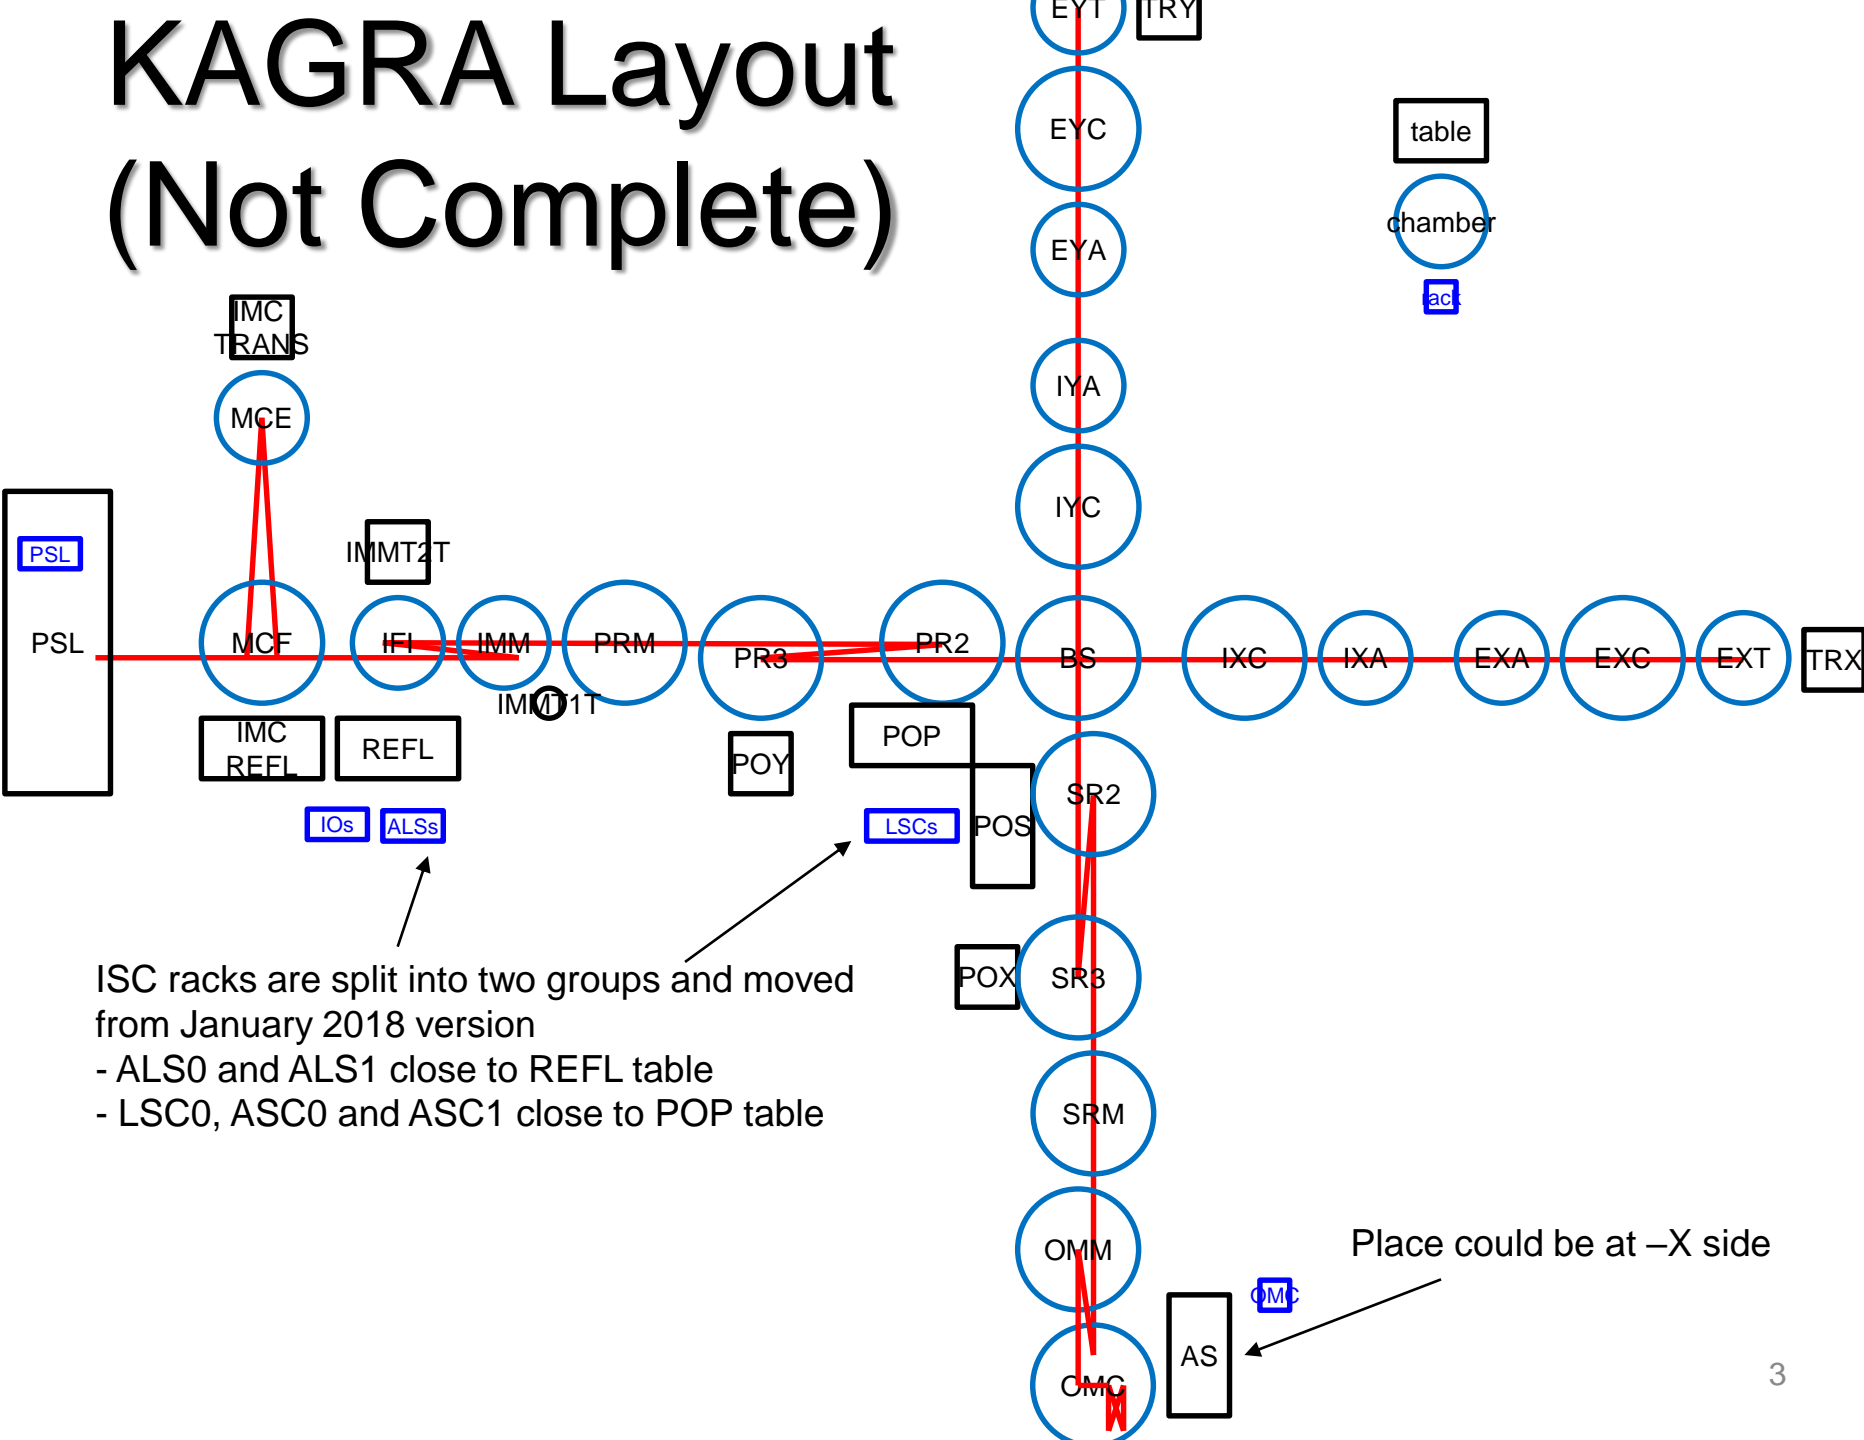 KAGRA Layout
(Not Complete)
EYT
TRY
EYC
table
chamber
rack
EYA
IMC
TRANS
MCE
IYA
IYC
PSL
IMMT2T
PSL
MCF
IFI
IMM
PRM
PR3
PR2
BS
IXC
IXA
EXA
EXC
EXT
TRX
IMMT1T
IMC
REFL
REFL
POY
POP
SR2
IOs
ALSs
LSCs
POS
ISC racks are split into two groups and moved
from January 2018 version
- ALS0 and ALS1 close to REFL table
- LSC0, ASC0 and ASC1 close to POP table
POX
SR3
SRM
OMM
Place could be at –X side
OMC
AS
OMC
3